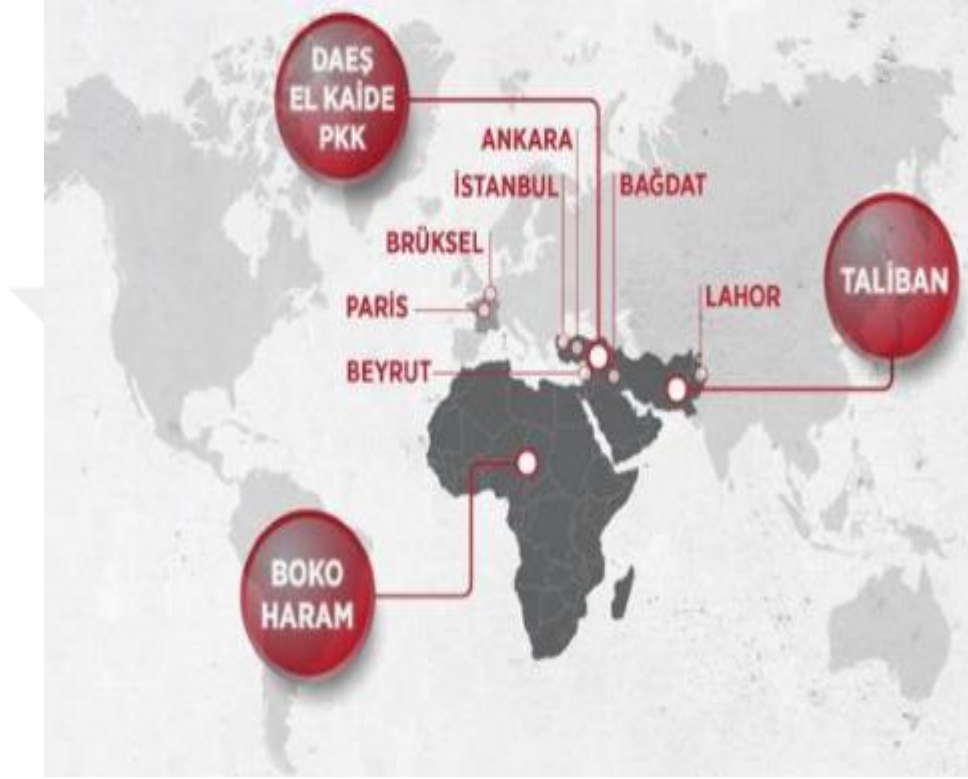 DAEŞ
EL KAİDE
PKK
ANKARA
İSTANBUL
BAĞDAT
BRÜKSEL
PARİS
LAHOR
TALİBAN
BEYRUT
BOKO
HARAM